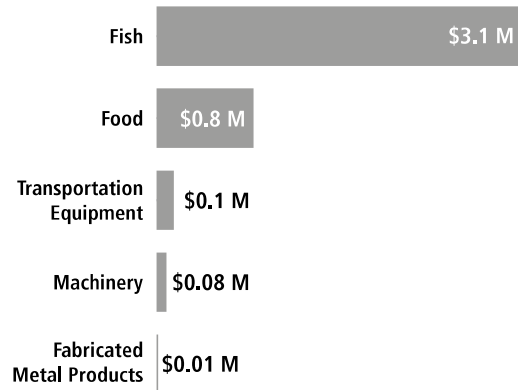 Fish
$3.1 M
Food
$0.8 M
Transportation
Equipment
$0.1 M
Machinery
$0.08 M
Fabricated
Metal Products
$0.01 M